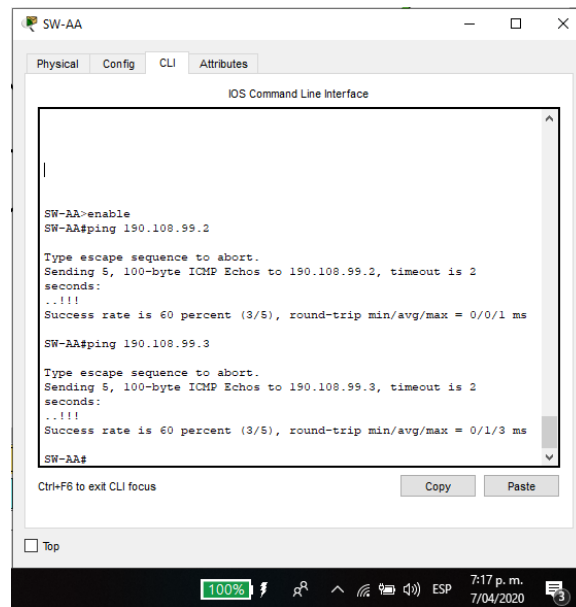 SW-AA
Physical Config CLI Attributes
IOS Command Line Interface
SW-AA>enable
SW-AA#ping 190.108.99.2
Type escape sequence to abort.
Sending 5, 100-byte ICMP Echos to 190.108.99.2, timeout is 2
seconds:
..!!!
Success rate is 60 percent (3/5), round-trip min/avg/max = 0/0/1 ms
SW-AA#ping 190.108.99.3
Type escape sequence to abort.
Sending 5, 100-byte ICMP Echos to 190.108.99.3, timeout is 2
seconds:
..!!!
Success rate is 60 percent (3/5), round-trip min/avg/max = 0/1/3 ms
SW-AA#
Ctrl+F6 to exit CLI focus Copy Paste
Top
100% ESP 7:17 p. m.
7/04/2020 3